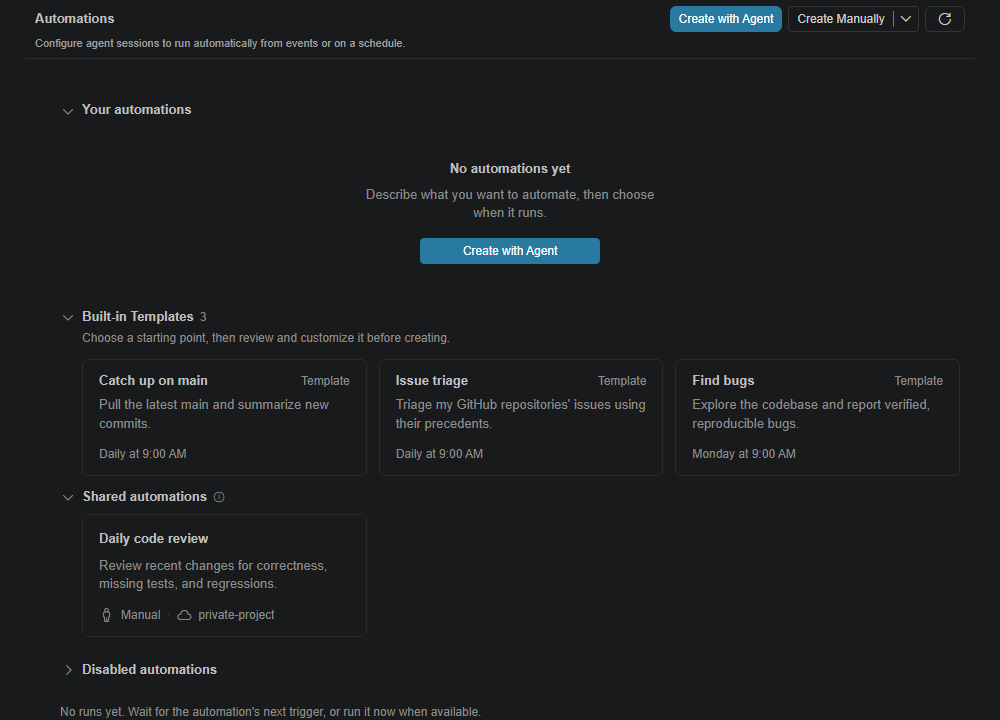 Automations
Create with Agent
Create Manually
Configure agent sessions to run automatically from events or on a schedule.
Your automations
No automations yet
Describe what you want to automate, then choose
when it runs.
Create with Agent
Built-in Templates 3
Choose a starting point, then review and customize it before creating.
Catch up on main
Template
Pull the latest main and summarize new
commits.
Daily at 9:00 AM
Issue triage
Template
Triage my GitHub repositories' issues using
their precedents.
Daily at 9:00 AM
Find bugs
Template
Explore the codebase and report verified,
reproducible bugs.
Monday at 9:00 AM
Shared automations
Daily code review
Review recent changes for correctness,
missing tests, and regressions.
Manual · private-project
Disabled automations
No runs yet. Wait for the automation's next trigger, or run it now when available.